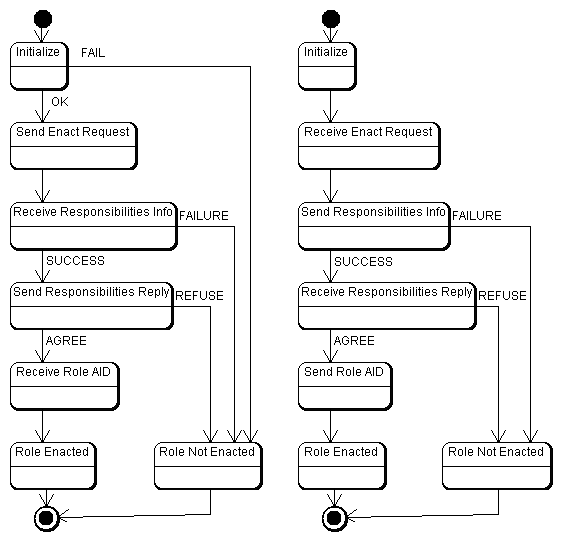 Initialize
FAIL
OK
Send Enact Request
Receive Responsibilities Info
FAILURE
SUCCESS
Send Responsibilities Reply
REFUSE
AGREE
Receive Role AID
Role Enacted
Role Not Enacted
Initialize
Receive Enact Request
Send Responsibilities Info
FAILURE
SUCCESS
Receive Responsibilities Reply
REFUSE
AGREE
Send Role AID
Role Enacted
Role Not Enacted